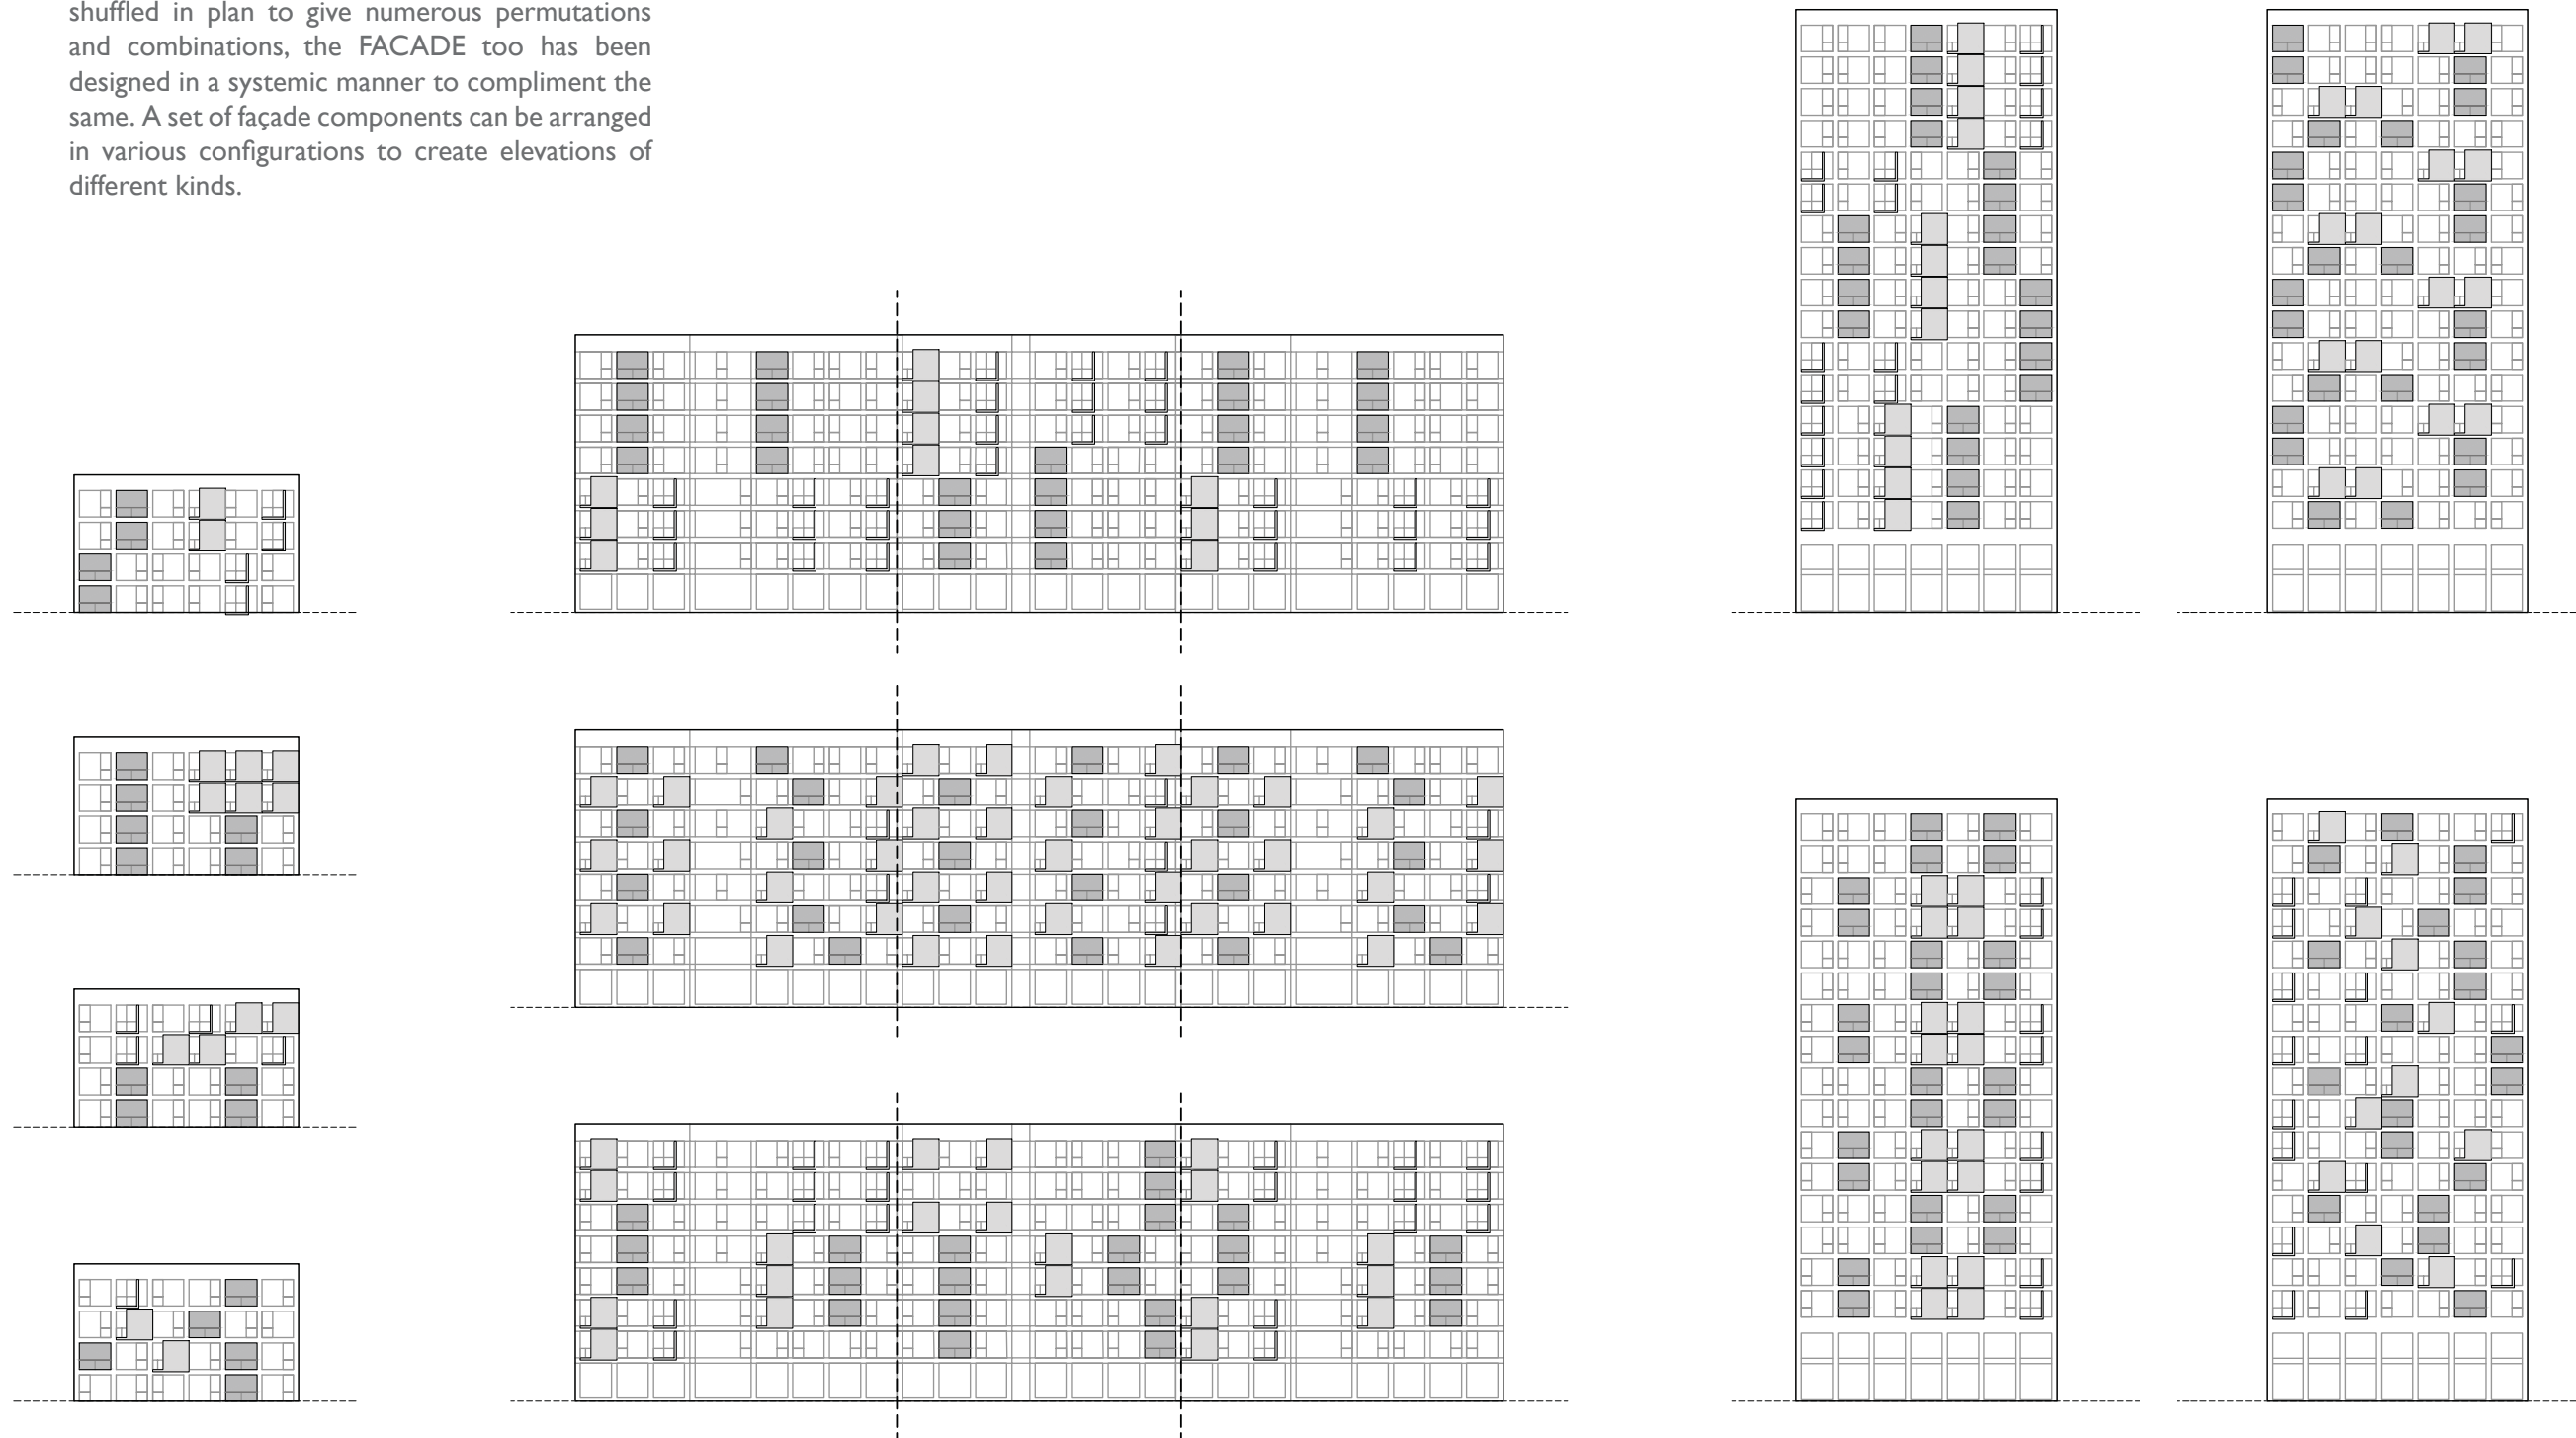 shuffled in plan to give numerous permutations
and combinations, the FACADE too has been
designed in a systemic manner to compliment the
same. A set of façade components can be arranged
in various configurations to create elevations of
different kinds.